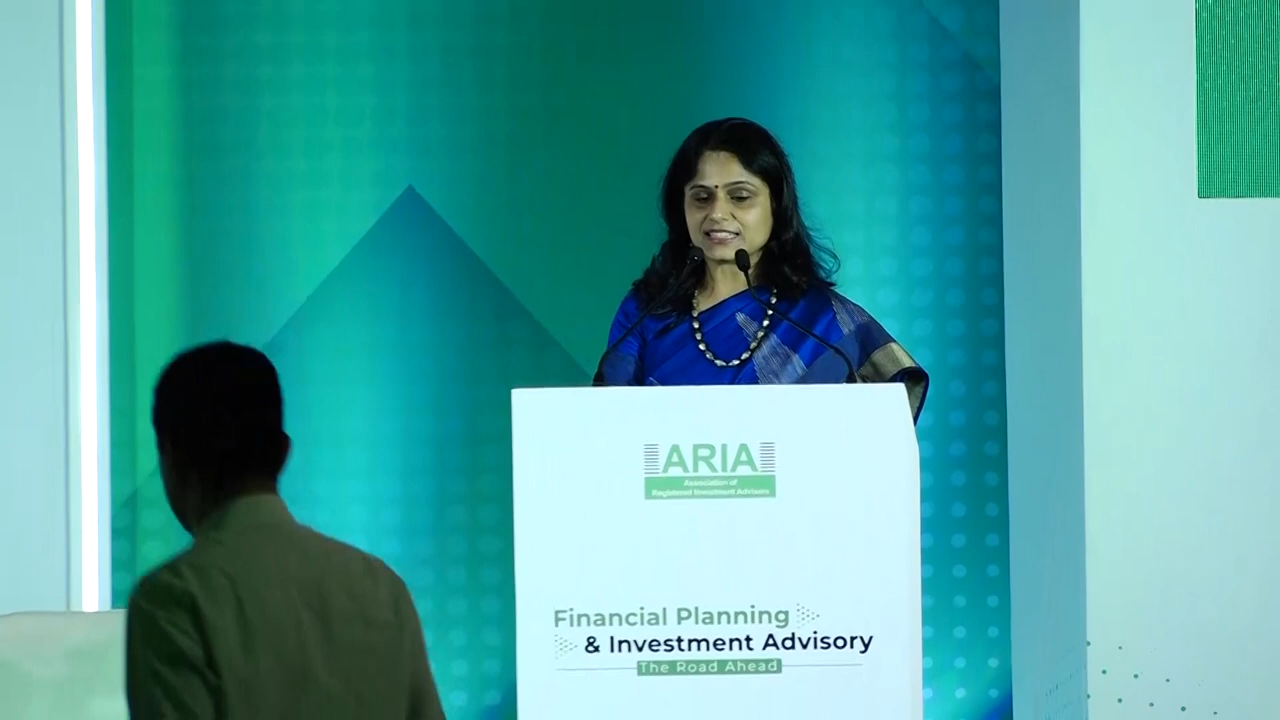 ARIA
Association of
Registered Investment Advisors
Financial Planning
& Investment Advisory
The Road Ahead